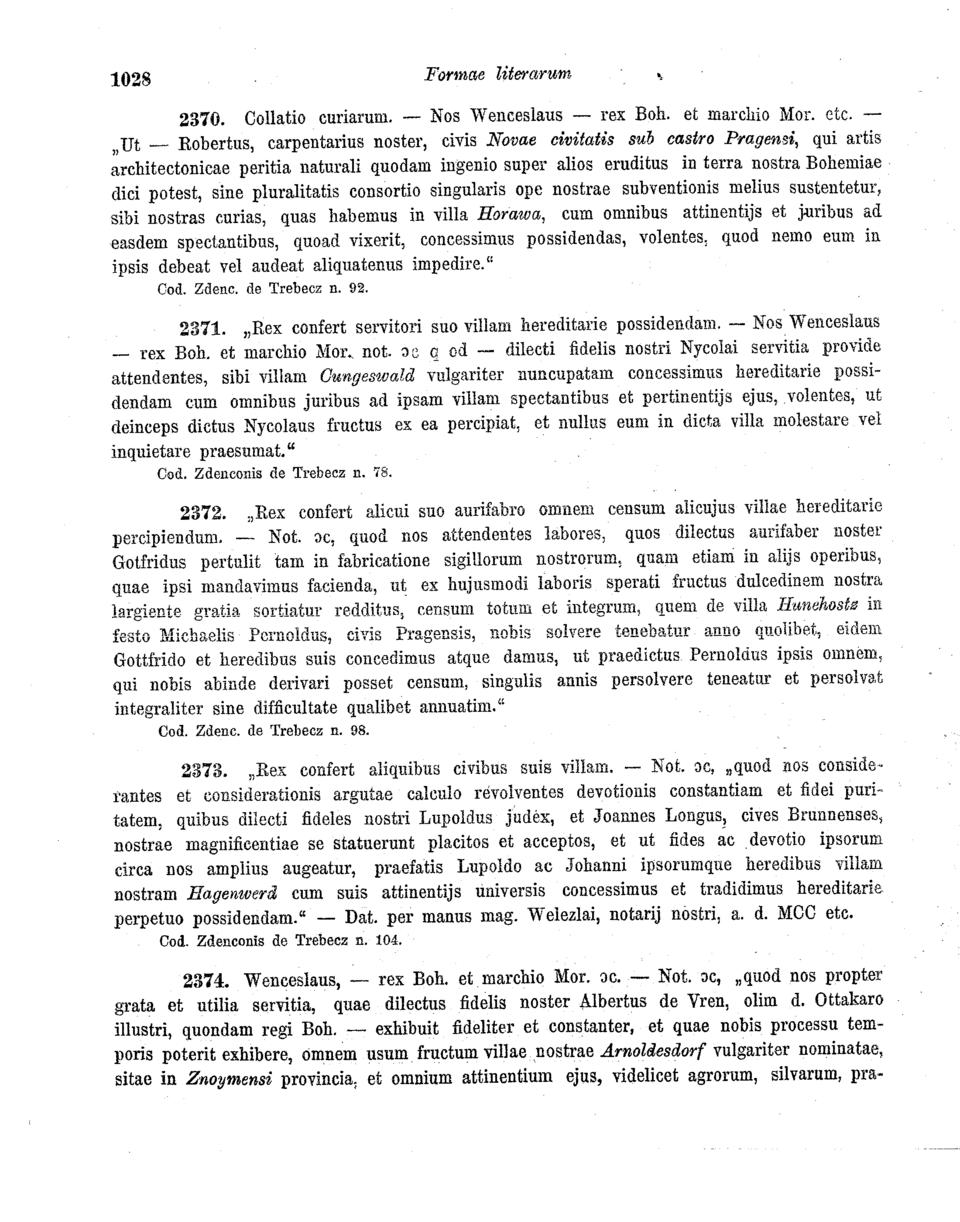 1028 Formae literarum
2370. Collatio curiarum. — Nos Wenceslaus — rex Boh. et marchio Mor. etc. —
„Ut — Robertus, carpentarius noster, civis Novae civitatis sub castro Pragensi, qui artis
architectonicae peritia naturali quodam ingenio super alios eruditus in terra nostra Bohemiae
dici potest, sine pluralitatis consortio singularis ope nostrae subventionis melius sustentetur,
sibi nostras curias, quas habemus in villa Horawa, cum omnibus attinentijs et juribus ad
easdem spectantibus, quoad vixerit, concessimus possidendas, volentes, quod nemo eum in
ipsis debeat vel audeat aliquatenus impedire.“
Cod. Zdenc. de Trebecz n. 92.
2371. „Rex confert servitori suo villam hereditarie possidendam. — Nos Wenceslaus
— rex Boh. et marchio Mor. not. ɔc q od — dilecti fidelis nostri Nycolai servitia provide
attendentes, sibi villam Cungeswald vulgariter nuncupatam concessimus hereditarie possi-
dendam cum omnibus juribus ad ipsam villam spectantibus et pertinentijs ejus, volentes, ut
deinceps dictus Nycolaus fructus ex ea percipiat, et nullus eum in dicta villa molestare vel
inquietare praesumat.“
Cod. Zdenconis de Trebecz n. 78.
2372. „Rex confert alicui suo aurifabro omnem censum alicujus villae hereditarie
percipiendum. — Not. ɔc, quod nos attendentes labores, quos dilectus aurifaber noster
Gotfridus pertulit tam in fabricatione sigillorum nostrorum, quam etiam in alijs operibus,
quae ipsi mandavimus facienda, ut ex hujusmodi laboris sperati fructus dulcedinem nostra
largiente gratia sortiatur redditus, censum totum et integrum, quem de villa Hunchostz in
festo Michaelis Pernoldus, civis Pragensis, nobis solvere tenebatur anno quolibet, eidem
Gottfrido et heredibus suis concedimus atque damus, ut praedictus Pernoldus ipsis omnem,
qui nobis abinde derivari posset censum, singulis annis persolvere teneatur et persolvat
integraliter sine difficultate qualibet annuatim.“
Cod. Zdenc. de Trebecz n. 98.
2373. „Rex confert aliquibus civibus suis villam. — Not. ɔc, „quod nos conside-
rantes et considerationis argutae calculo revolventes devotionis constantiam et fidei puri-
tatem, quibus dilecti fideles nostri Lupoldus judex, et Joannes Longus, cives Brunnenses,
nostrae magnificentiae se statuerunt placitos et acceptos, et ut fides ac devotio ipsorum
circa nos amplius augeatur, praefatis Lupoldo ac Johanni ipsorumque heredibus villam
nostram Hagenwerd cum suis attinentijs universis concessimus et tradidimus hereditarie
perpetuo possidendam.“ — Dat. per manus mag. Welezlai, notarij nostri, a. d. MCC etc.
Cod. Zdenconis de Trebecz n. 104.
2374. Wenceslaus, — rex Boh. et marchio Mor. ɔc. — Not. ɔc, „quod nos propter
grata et utilia servitia, quae dilectus fidelis noster Albertus de Vren, olim d. Ottakaro
illustri, quondam regi Boh. — exhibuit fideliter et constanter, et quae nobis processu tem-
poris poterit exhibere, omnem usum fructum villae nostrae Arnoldesdorf vulgariter nominatae,
sitae in Znoymensi provincia, et omnium attinentium ejus, videlicet agrorum, silvarum, pra-